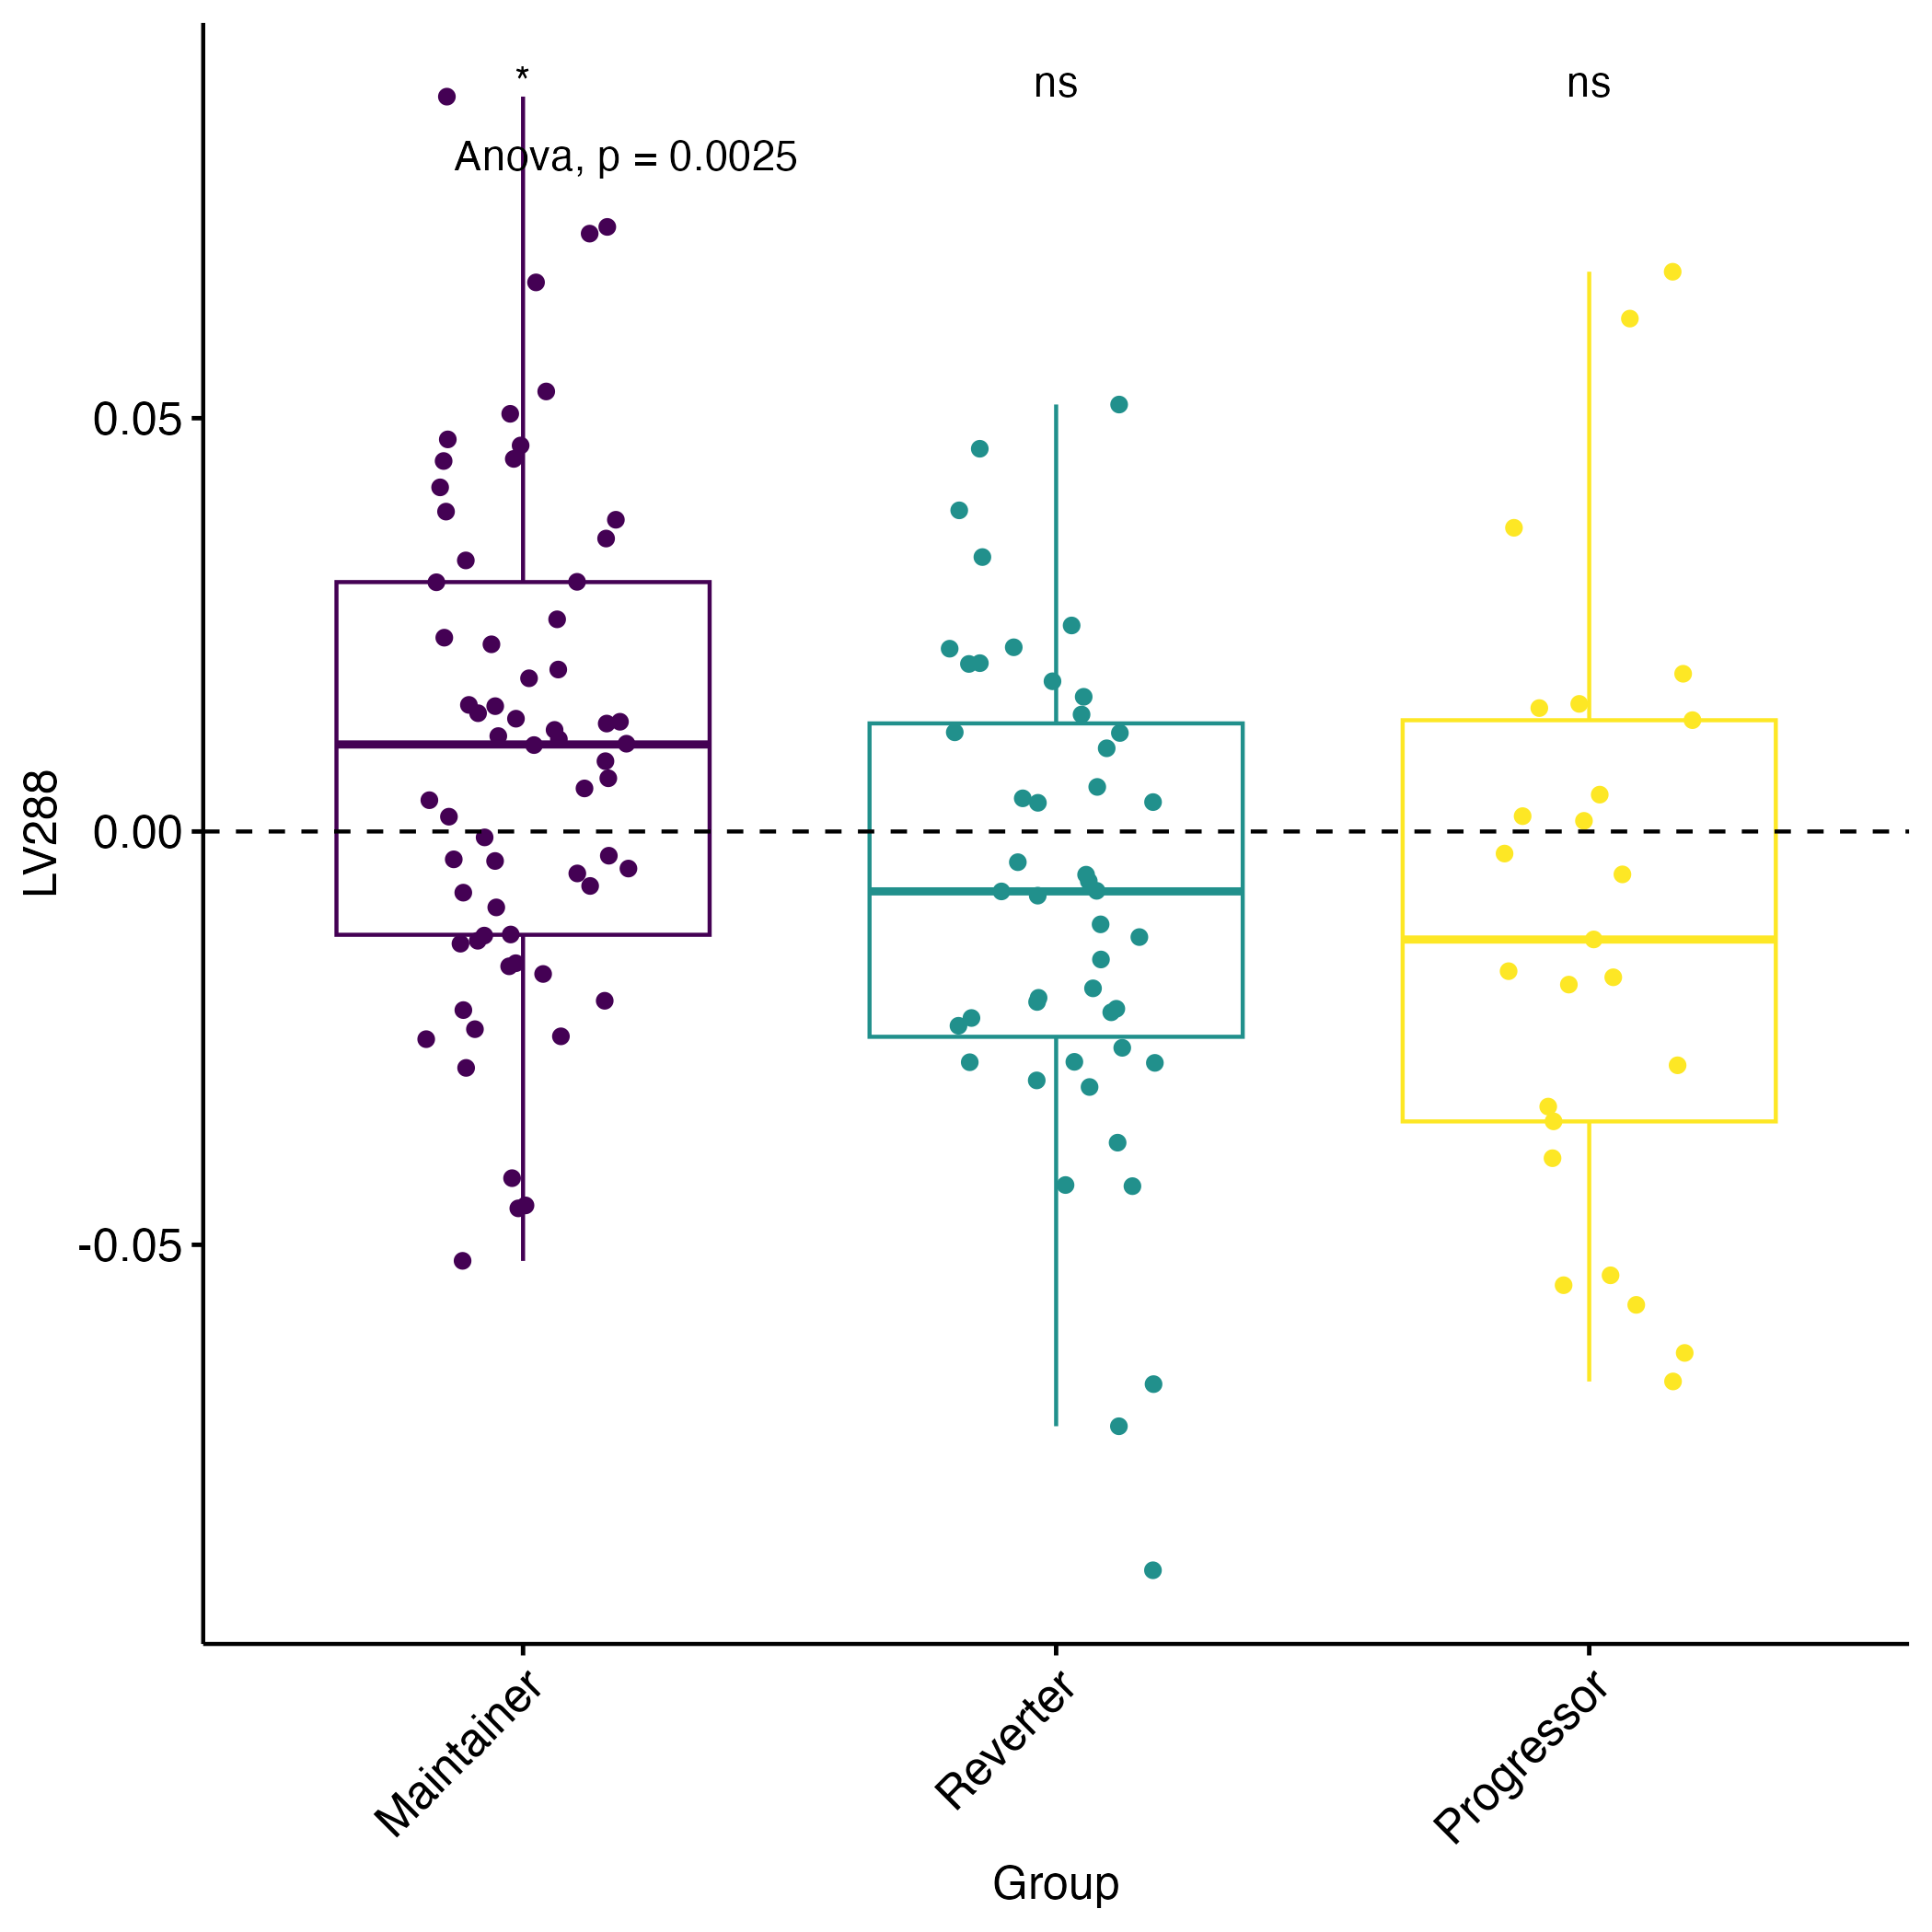 * ns ns
Anova, p = 0.0025
0.05
0.00
-0.05
LV288
Maintainer Reverter Progressor
Group